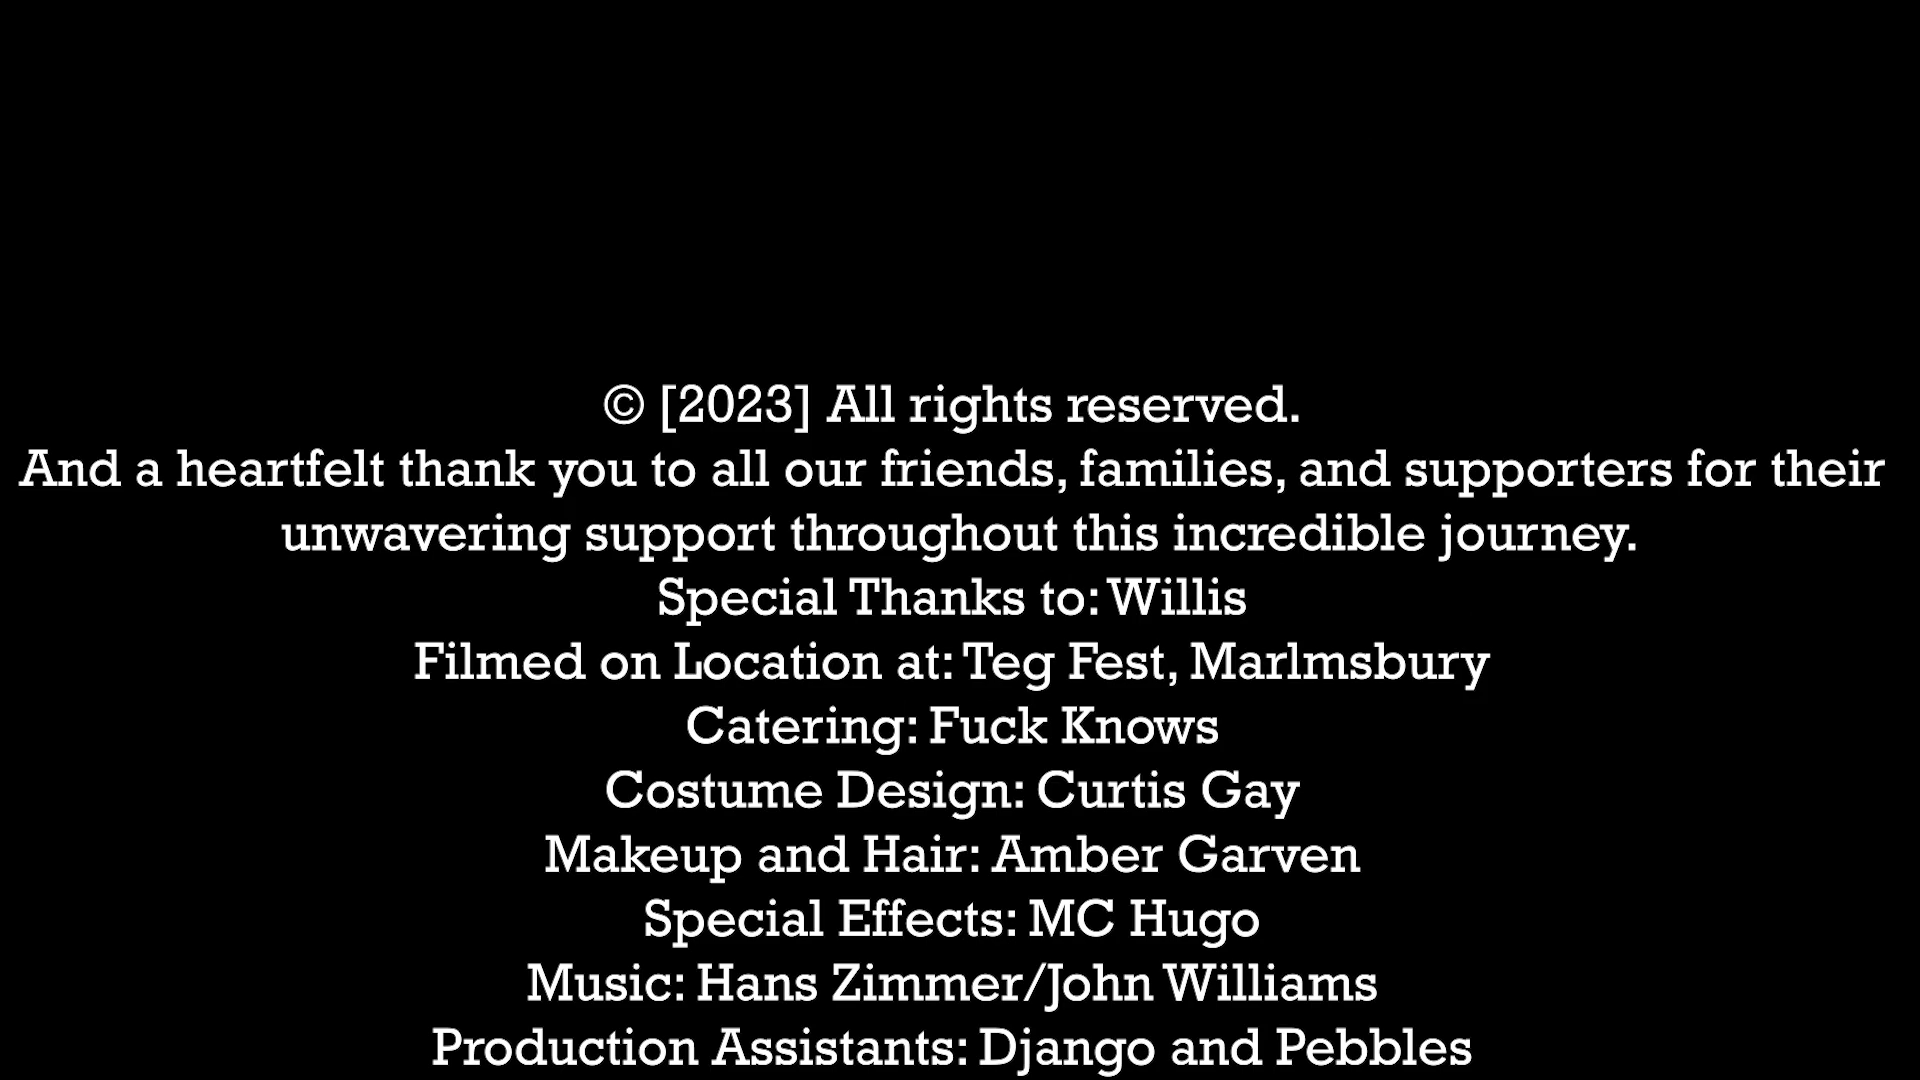 © [2023] All rights reserved.
And a heartfelt thank you to all our friends, families, and supporters for their
unwavering support throughout this incredible journey.
Special Thanks to: Willis
Filmed on Location at: Teg Fest, Marlmsbury
Catering: Fuck Knows
Costume Design: Curtis Gay
Makeup and Hair: Amber Garven
Special Effects: MC Hugo
Music: Hans Zimmer/John Williams
Production Assistants: Django and Pebbles